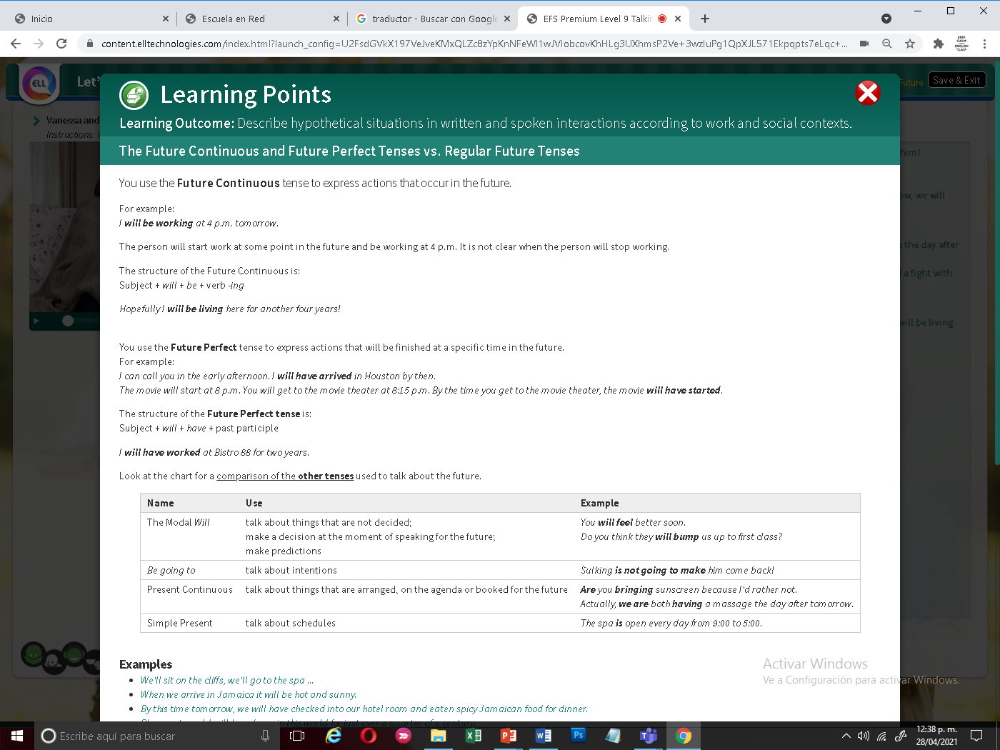 Inicio
Escuela en Red
traductor - Buscar con Google
EFS Premium Level 9 Talkin
content.elltechnologies.com/index.html?launch_config=U2FsdGVkX197VeJveKMxQLZc8zYpKnNFeWl1wJVIobcovKhHLg3UXhmsP2Ve+3wzluPg1QpXJL571Ekpqpts7eLqc+...
ELL
Let'
Future
Save & Exit
Learning Points
Learning Outcome: Describe hypothetical situations in written and spoken interactions according to work and social contexts.
Vanessa and
Instructions:
The Future Continuous and Future Perfect Tenses vs. Regular Future Tenses
him!
You use the Future Continuous tense to express actions that occur in the future.
ow, we will
For example:
I will be working at 4 p.m. tomorrow.
The person will start work at some point in the future and be working at 4 p.m. It is not clear when the person will stop working.
e the day after
The structure of the Future Continuous is:
a fight with
Subject + will + be + verb -ing
Hopefully I will be living here for another four years!
will be living
You use the Future Perfect tense to express actions that will be finished at a specific time in the future.
For example:
I can call you in the early afternoon. I will have arrived in Houston by then.
The movie will start at 8 p.m. You will get to the movie theater at 8:15 p.m. By the time you get to the movie theater, the movie will have started.
The structure of the Future Perfect tense is:
Subject + will + have + past participle
I will have worked at Bistro 88 for two years.
Look at the chart for a comparison of the other tenses used to talk about the future.
Name Use Example
The Modal Will talk about things that are not decided; You will feel better soon.
make a decision at the moment of speaking for the future; Do you think they will bump us up to first class?
make predictions
Be going to talk about intentions Sulking is not going to make him come back!
Present Continuous talk about things that are arranged, on the agenda or booked for the future Are you bringing sunscreen because I'd rather not.
Actually, we are both having a massage the day after tomorrow.
Simple Present talk about schedules The spa is open every day from 9:00 to 5:00.
Examples
We'll sit on the cliffs, we'll go to the spa ...
When we arrive in Jamaica it will be hot and sunny.
By this time tomorrow, we will have checked into our hotel room and eaten spicy Jamaican food for dinner.
Activar Windows
Ve a Configuración para activar Windows.
Escribe aquí para buscar
12:38 p. m.
28/04/2021